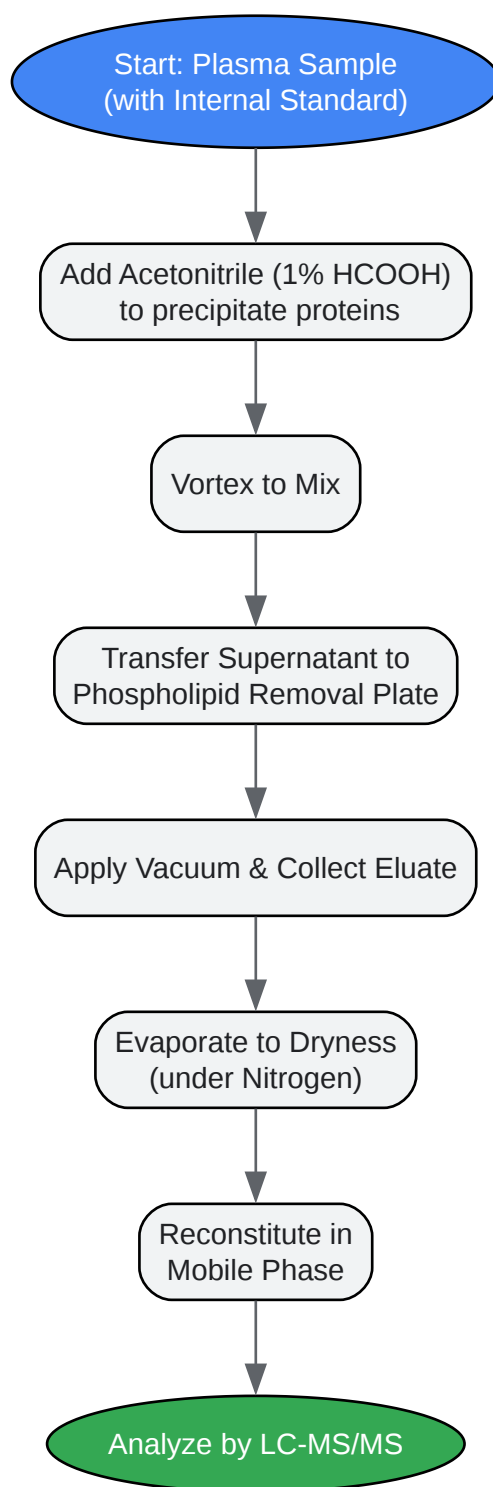 Start: Plasma Sample
(with Internal Standard)
Add Acetonitrile (1% HCOOH)
to precipitate proteins
Vortex to Mix
Transfer Supernatant to
Phospholipid Removal Plate
Apply Vacuum & Collect Eluate
Evaporate to Dryness
(under Nitrogen)
Reconstitute in
Mobile Phase
Analyze by LC-MS/MS